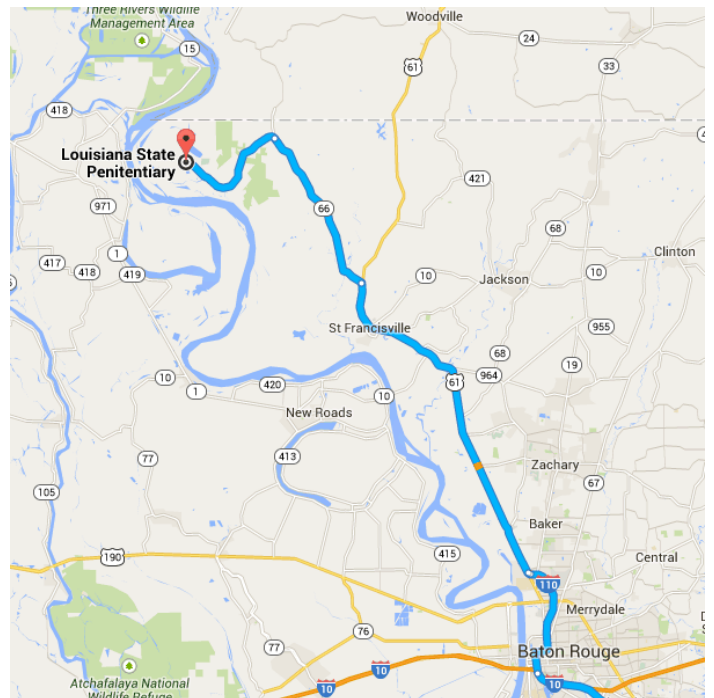 Three Rivers Wildlife
Management Area
Woodville
15
24
61
33
418
Louisiana State
Penitentiary
4
421
971
66
68
1
417
418
419
10
10
Clinton
Jackson
St Francisville
955
68
19
10
420
1
61
964
10
New Roads
77
413
Zachary
67
105
Baker
190
415
110
Central
Merrydale
76
77
Baton Rouge
10
10
10
Atchafalaya National
Wildlife Refuge